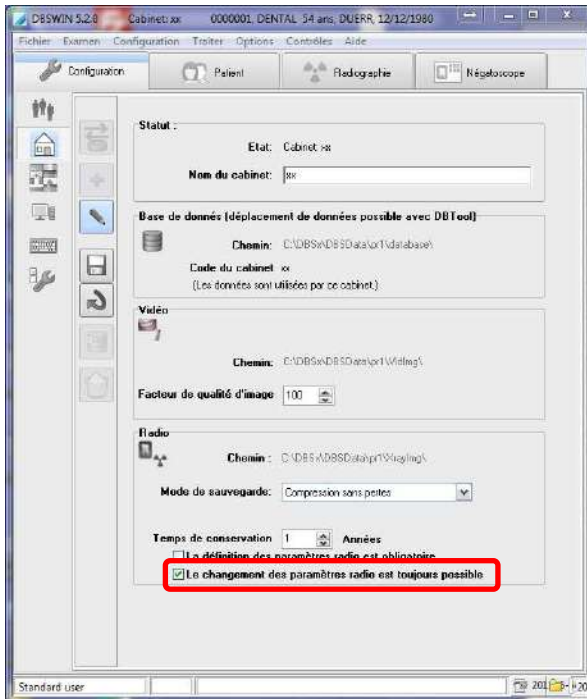 DBSWIN 5.2.0 Cabinet: xx 0000001, DENTAL 54 ans, DUERR, 12/12/1980
Fichier Examen Configuration Traiter Options Contrôles Aide
Configuration Patient Radiographie Négatoscope
Statut :
Etat: Cabinet xx
Nom du cabinet: xx
Base de donnés (déplacement de données possible avec DBTool)
Chemin: C:\DBSx\DBSData\pr1\database\
Code du cabinet xx
(Les données sont utilisées par ce cabinet.)
Vidéo
Chemin: C:\DBSx\DBSData\pr1\VidImg\
Facteur de qualité d'image 100
Radio
Chemin : C:\DBSx\DBSData\pr1\XrayImg\
Mode de sauvegarde: Compression sans pertes
Temps de conservation 1 Années
La définition des paramètres radio est obligatoire
Le changement des paramètres radio est toujours possible
Standard user